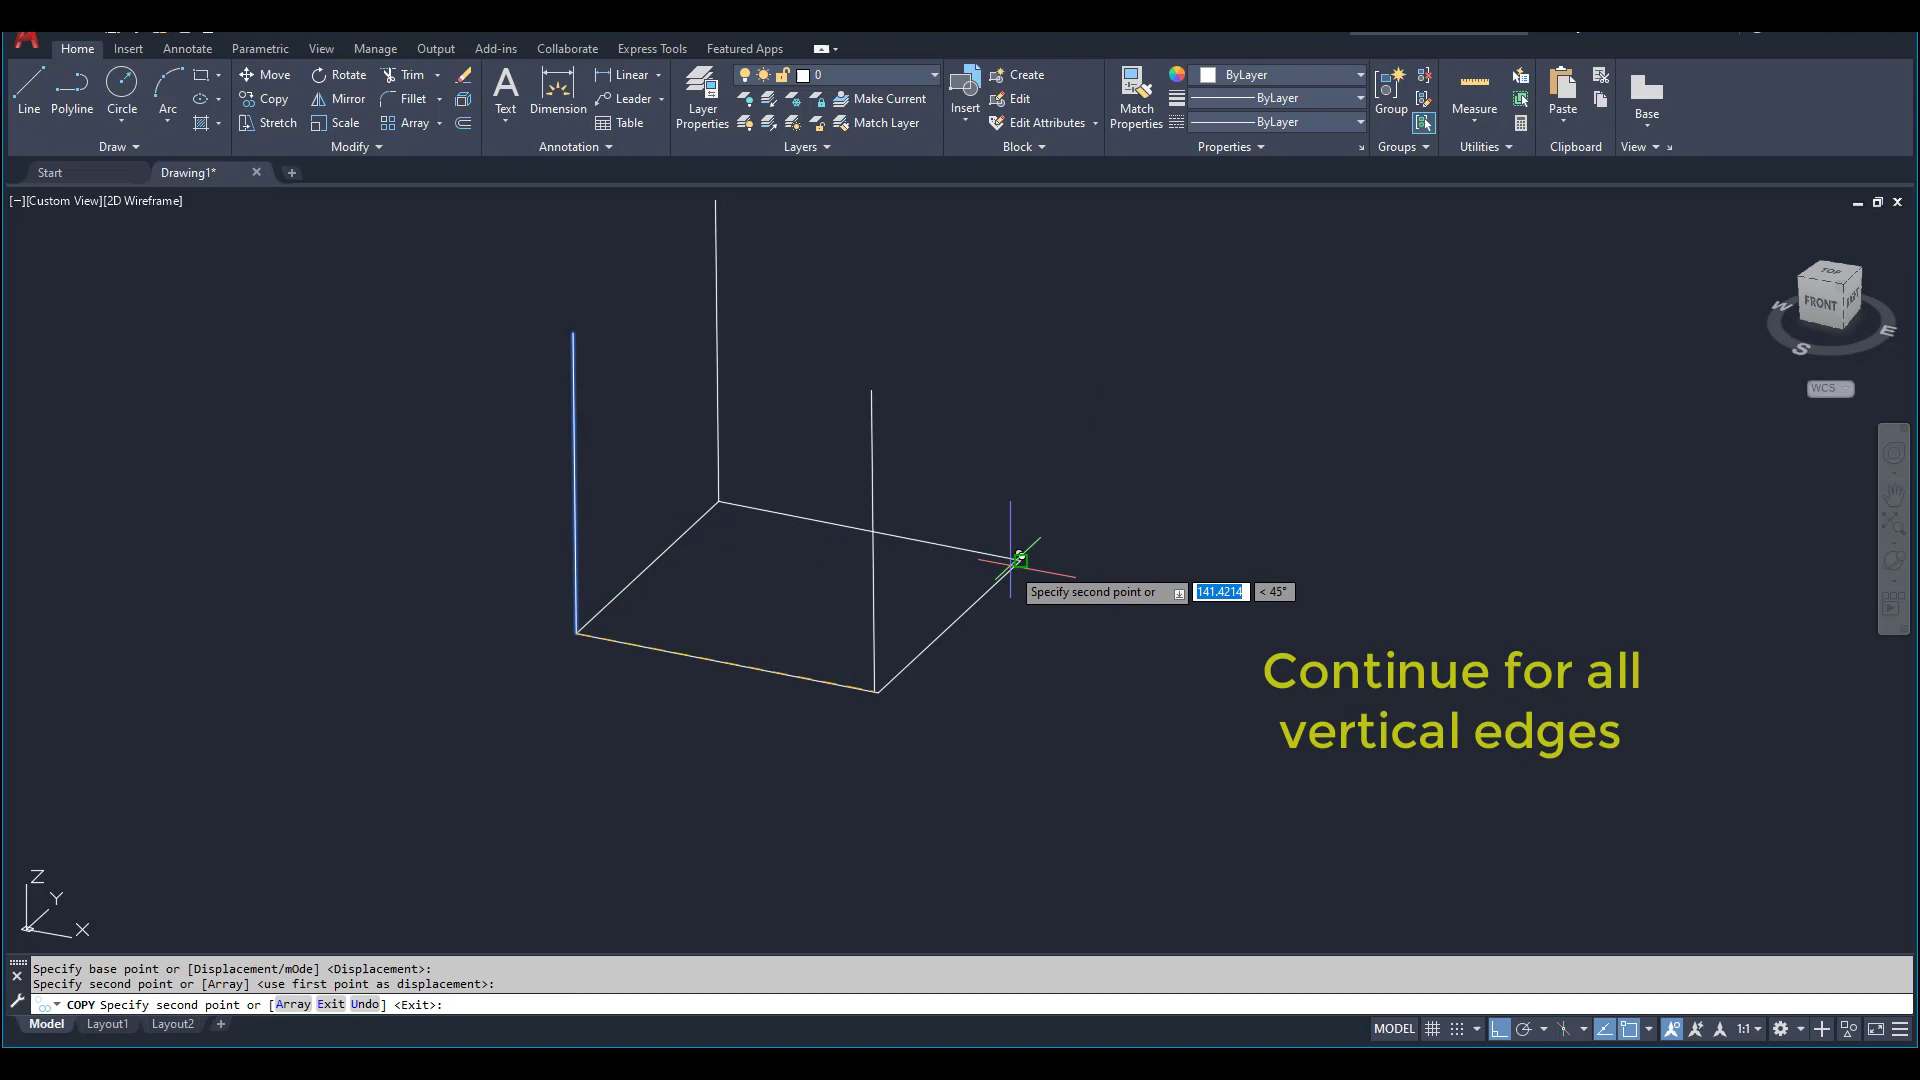 Home Insert Annotate Parametric View Manage Output Add-ins Collaborate Express Tools Featured Apps
Line Polyline Circle Arc
Move Rotate Trim
Copy Mirror Fillet
Stretch Scale Array
Text Dimension
Linear
Leader
Table
Layer Properties
0
Make Current
Match Layer
Insert
Create
Edit
Edit Attributes
Match Properties
ByLayer
ByLayer
ByLayer
Group
Measure
Paste
Base
Draw Modify Annotation Layers Block Properties Groups Utilities Clipboard View
Start Drawing1*
[−][Custom View][2D Wireframe]
TOP
FRONT
W
S
E
WCS
Specify second point or 141.4214 < 45°
Continue for all
vertical edges
Z
Y
X
Specify base point or [Displacement/mOde] <Displacement>:
Specify second point or [Array] <use first point as displacement>:
COPY Specify second point or [Array Exit Undo] <Exit>:
Model Layout1 Layout2
MODEL 1:1